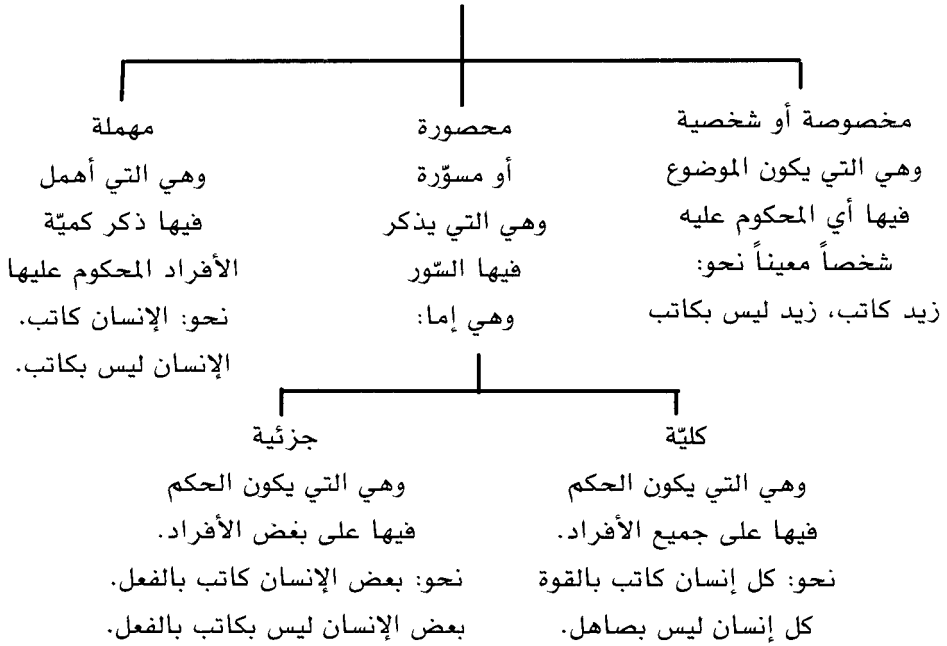 مخصوصة أو شخصية
وهي التي يكون الموضوع
فيها أي المحكوم عليه
شخصاً معيناً نحو:
زيد كاتب، زيد ليس بكاتب
محصورة
أو مسوّرة
وهي التي يذكر
فيها السّور
وهي إما:
مهملة
وهي التي أهمل
فيها ذكر كميّة
الأفراد المحكوم عليها
نحو: الإنسان كاتب.
الإنسان ليس بكاتب.
كليّة
وهي التي يكون الحكم
فيها على جميع الأفراد.
نحو: كل إنسان كاتب بالقوة
كل إنسان ليس بصاهل.
جزئية
وهي التي يكون الحكم
فيها على بغض الأفراد.
نحو: بعض الإنسان كاتب بالفعل.
بعض الإنسان ليس بكاتب بالفعل.